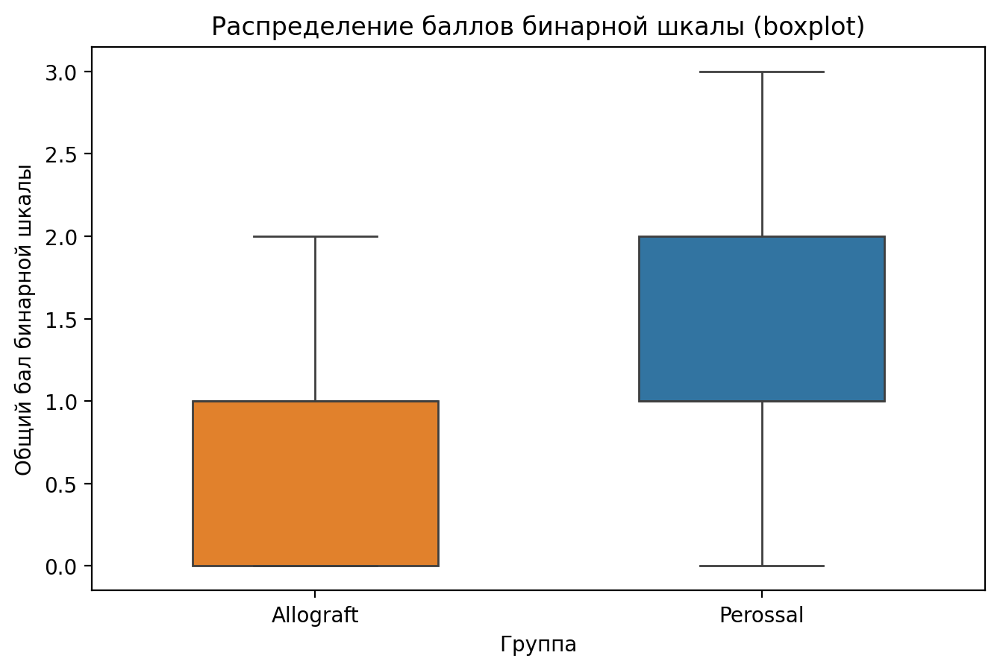 Распределение баллов бинарной шкалы (boxplot)
Общий бал бинарной шкалы
3.0
2.5
2.0
1.5
1.0
0.5
0.0
Allograft
Perossal
Группа